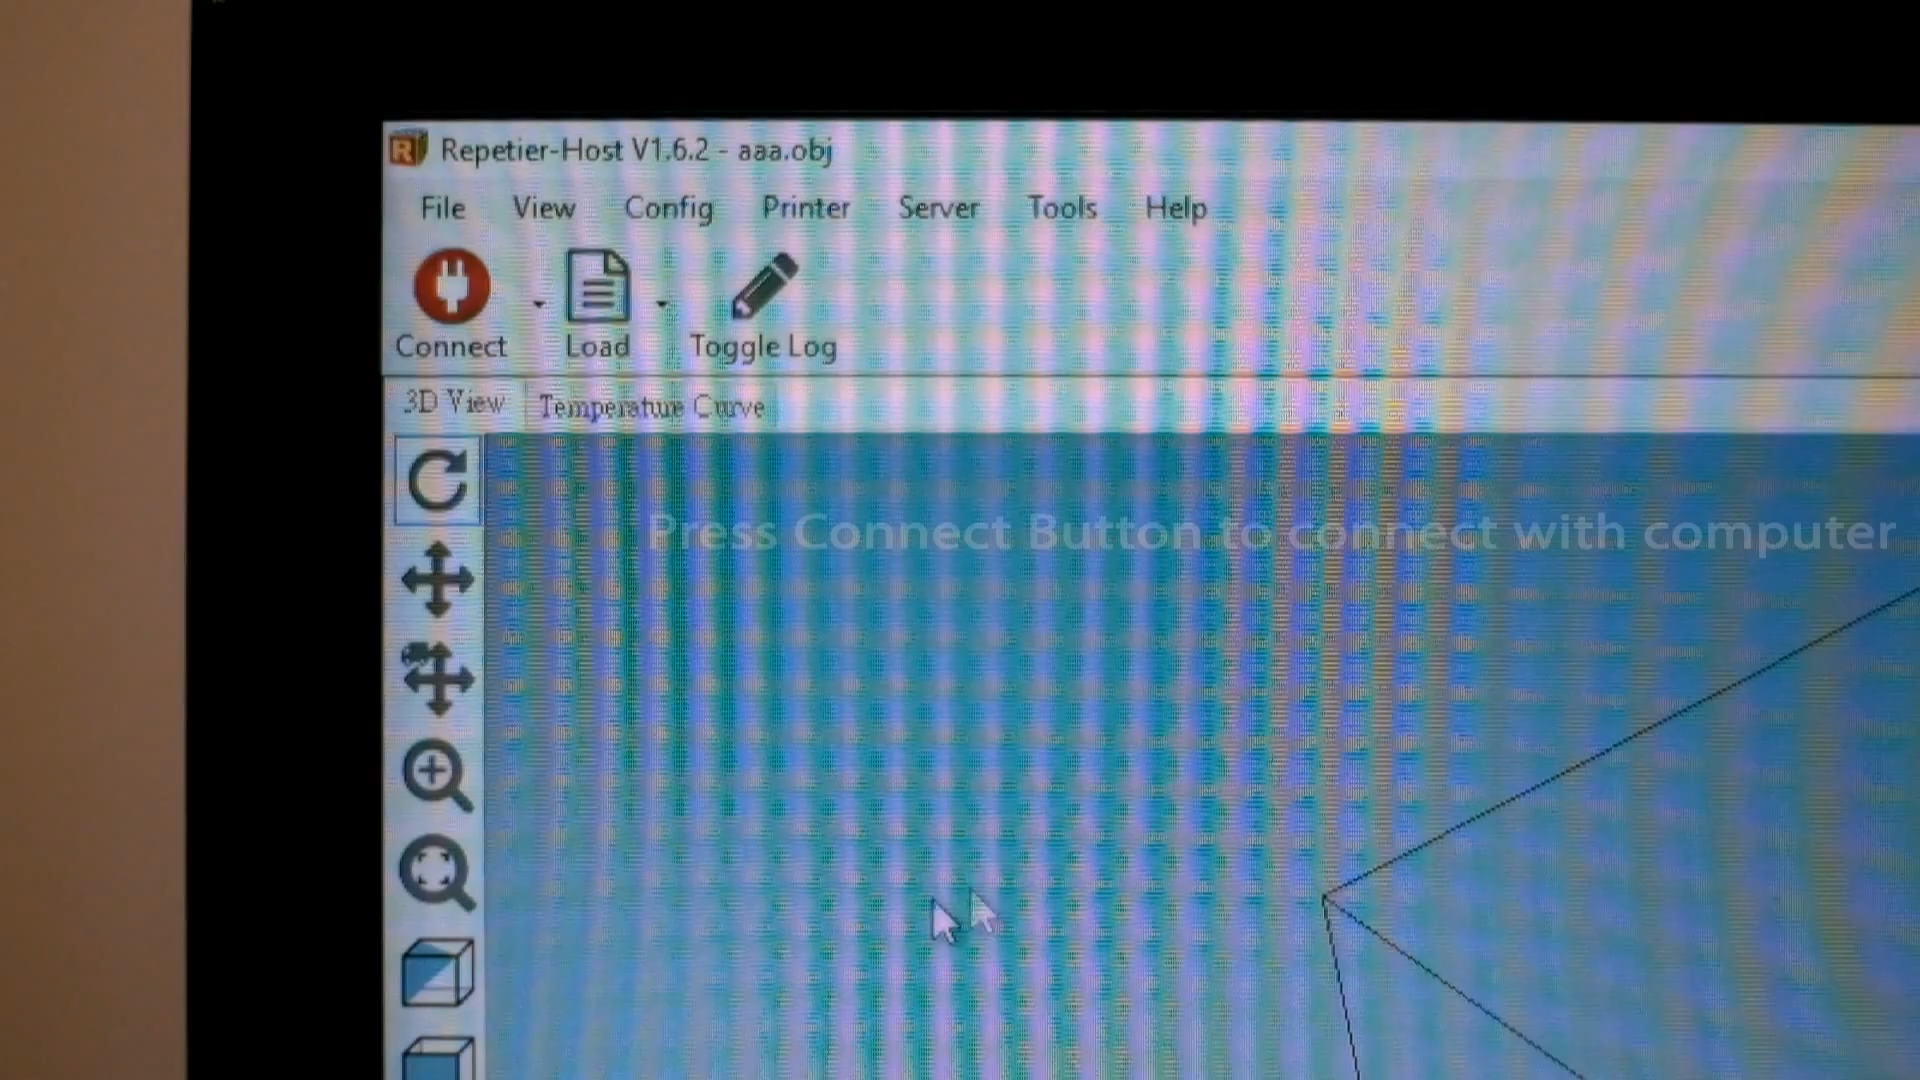 Repetier-Host V1.6.2 - aaa.obj
File View Config Printer Server Tools Help
Connect Load Toggle Log
3D View Temperature Curve
Press Connect Button to connect with computer